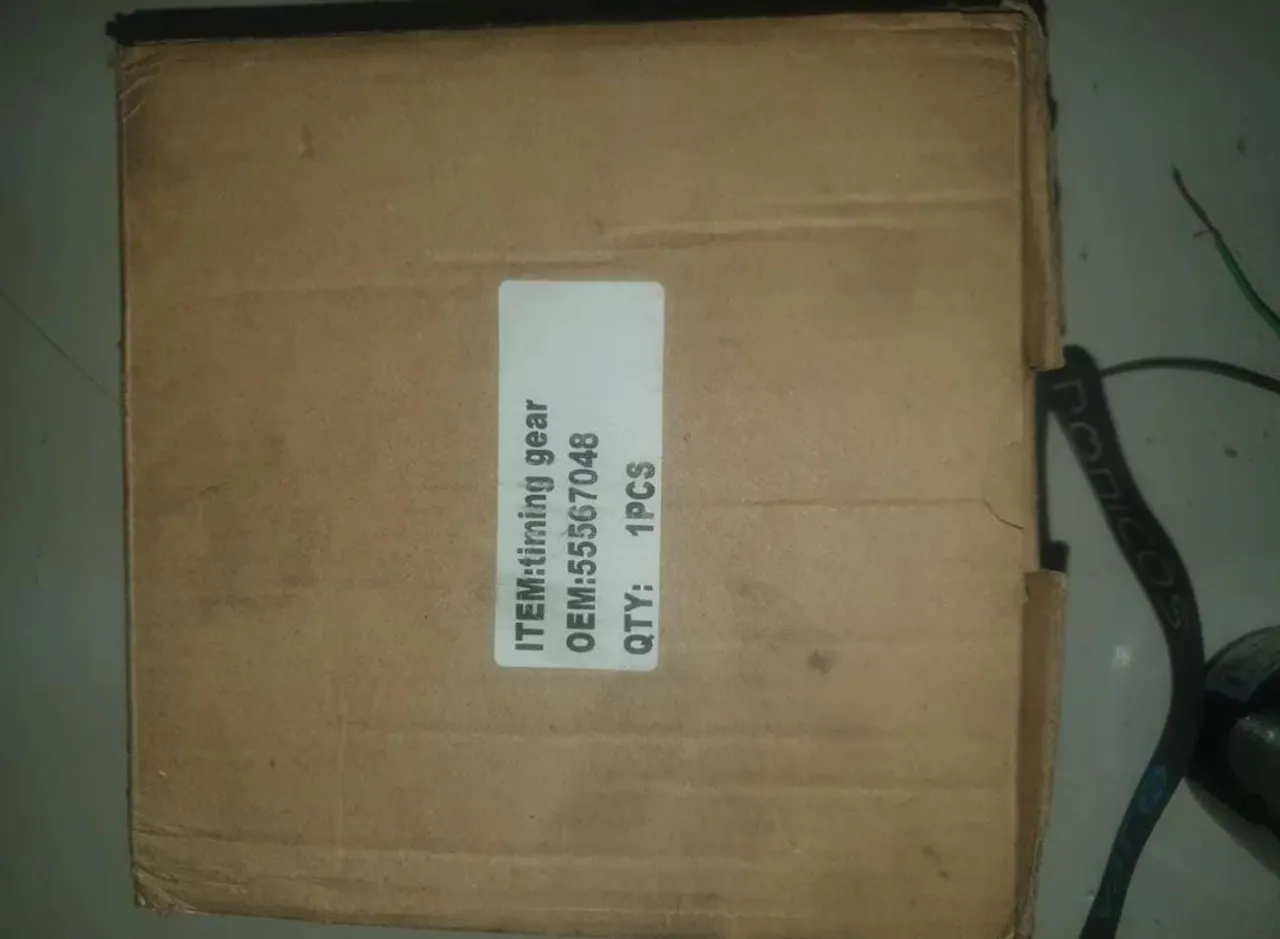 ITEM:timing gear
OEM:55567048
QTY: 1PCS